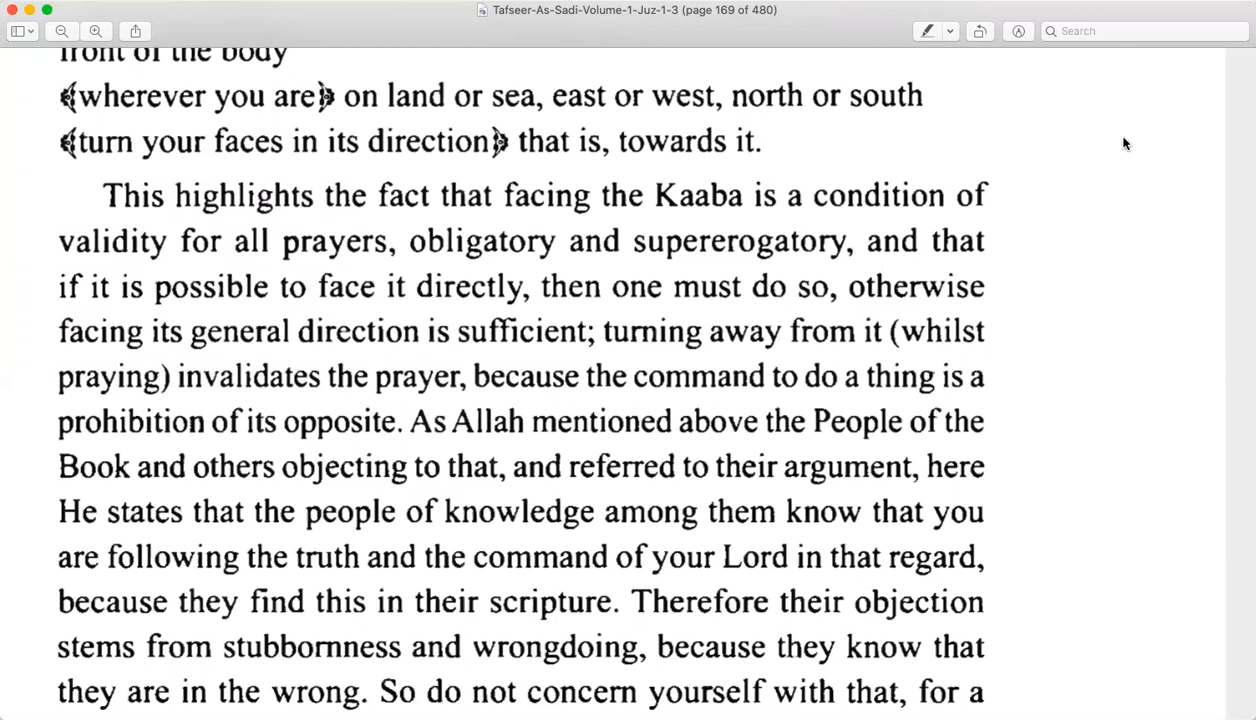 Tafseer-As-Sadi-Volume-1-Juz-1-3 (page 169 of 480)
Search
front of the body
﴾wherever you are﴿ on land or sea, east or west, north or south
﴾turn your faces in its direction﴿ that is, towards it.
This highlights the fact that facing the Kaaba is a condition of
validity for all prayers, obligatory and supererogatory, and that
if it is possible to face it directly, then one must do so, otherwise
facing its general direction is sufficient; turning away from it (whilst
praying) invalidates the prayer, because the command to do a thing is a
prohibition of its opposite. As Allah mentioned above the People of the
Book and others objecting to that, and referred to their argument, here
He states that the people of knowledge among them know that you
are following the truth and the command of your Lord in that regard,
because they find this in their scripture. Therefore their objection
stems from stubbornness and wrongdoing, because they know that
they are in the wrong. So do not concern yourself with that, for a